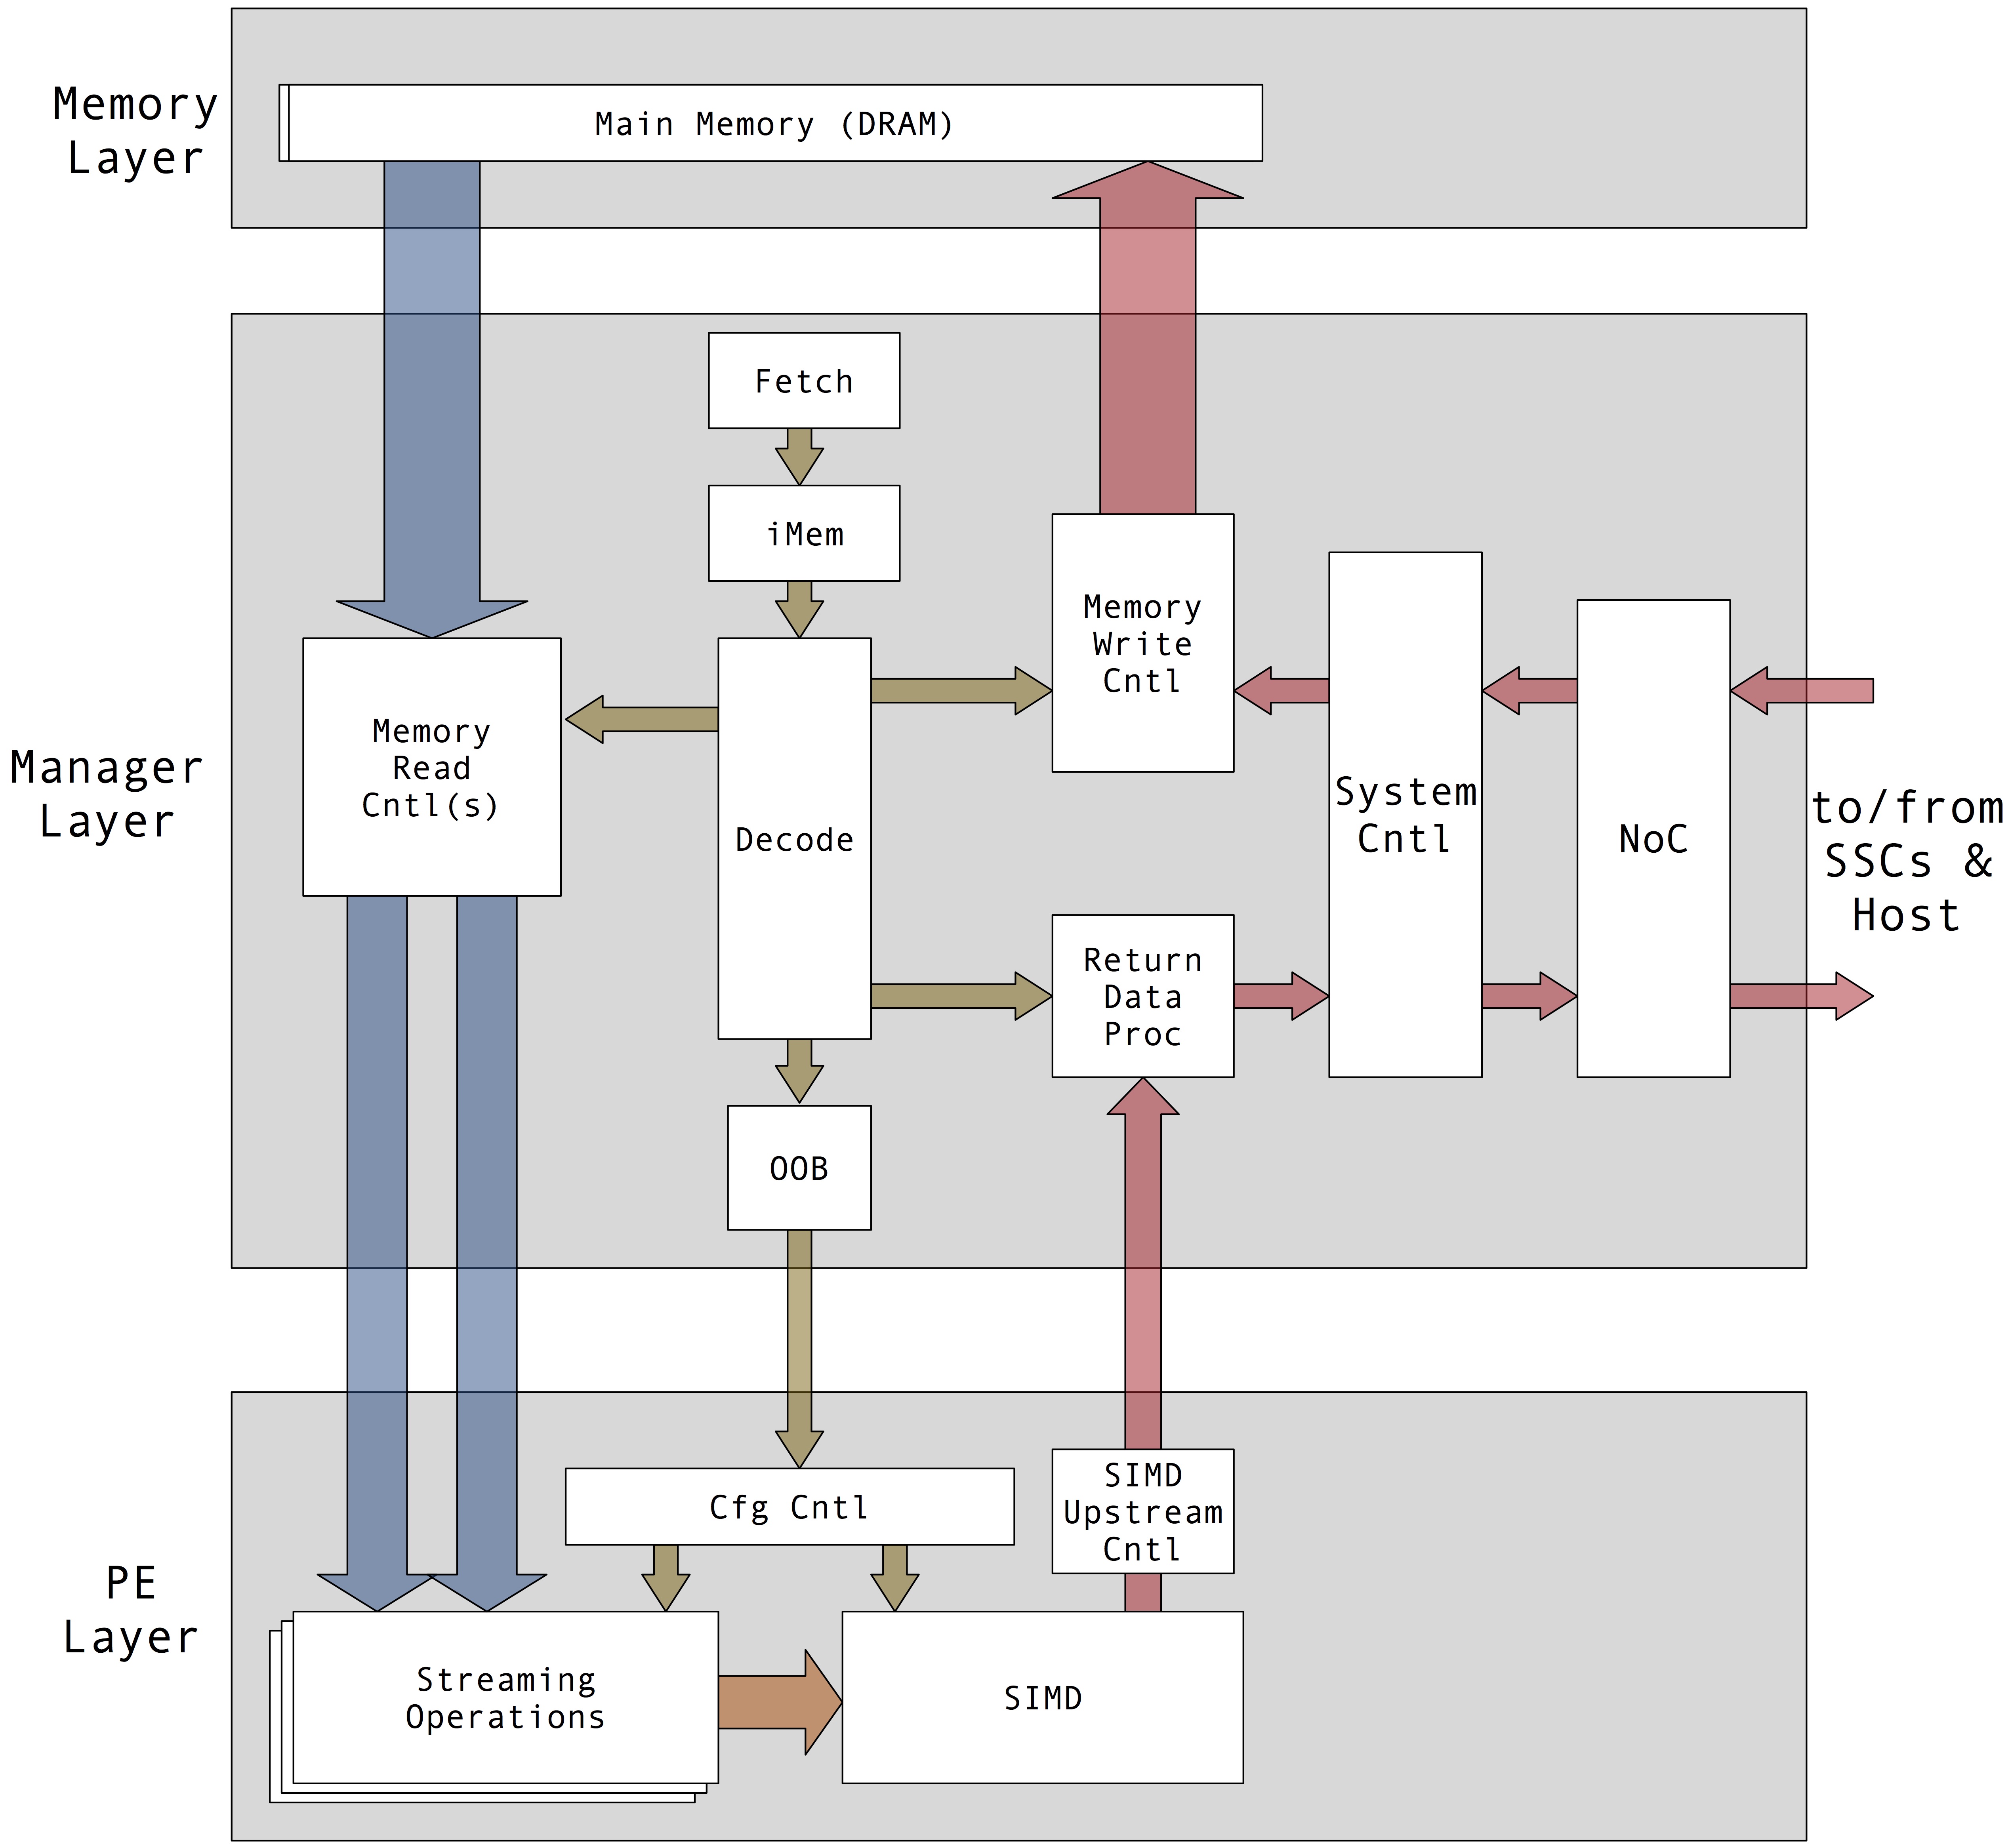 Memory
Layer
Main Memory (DRAM)
Manager
Layer
Fetch
iMem
Memory
Read
Cntl(s)
Decode
Memory
Write
Cntl
System
Cntl
NoC
to/from
SSCs &
Host
Return
Data
Proc
OOB
PE
Layer
Cfg Cntl
SIMD
Upstream
Cntl
Streaming
Operations
SIMD